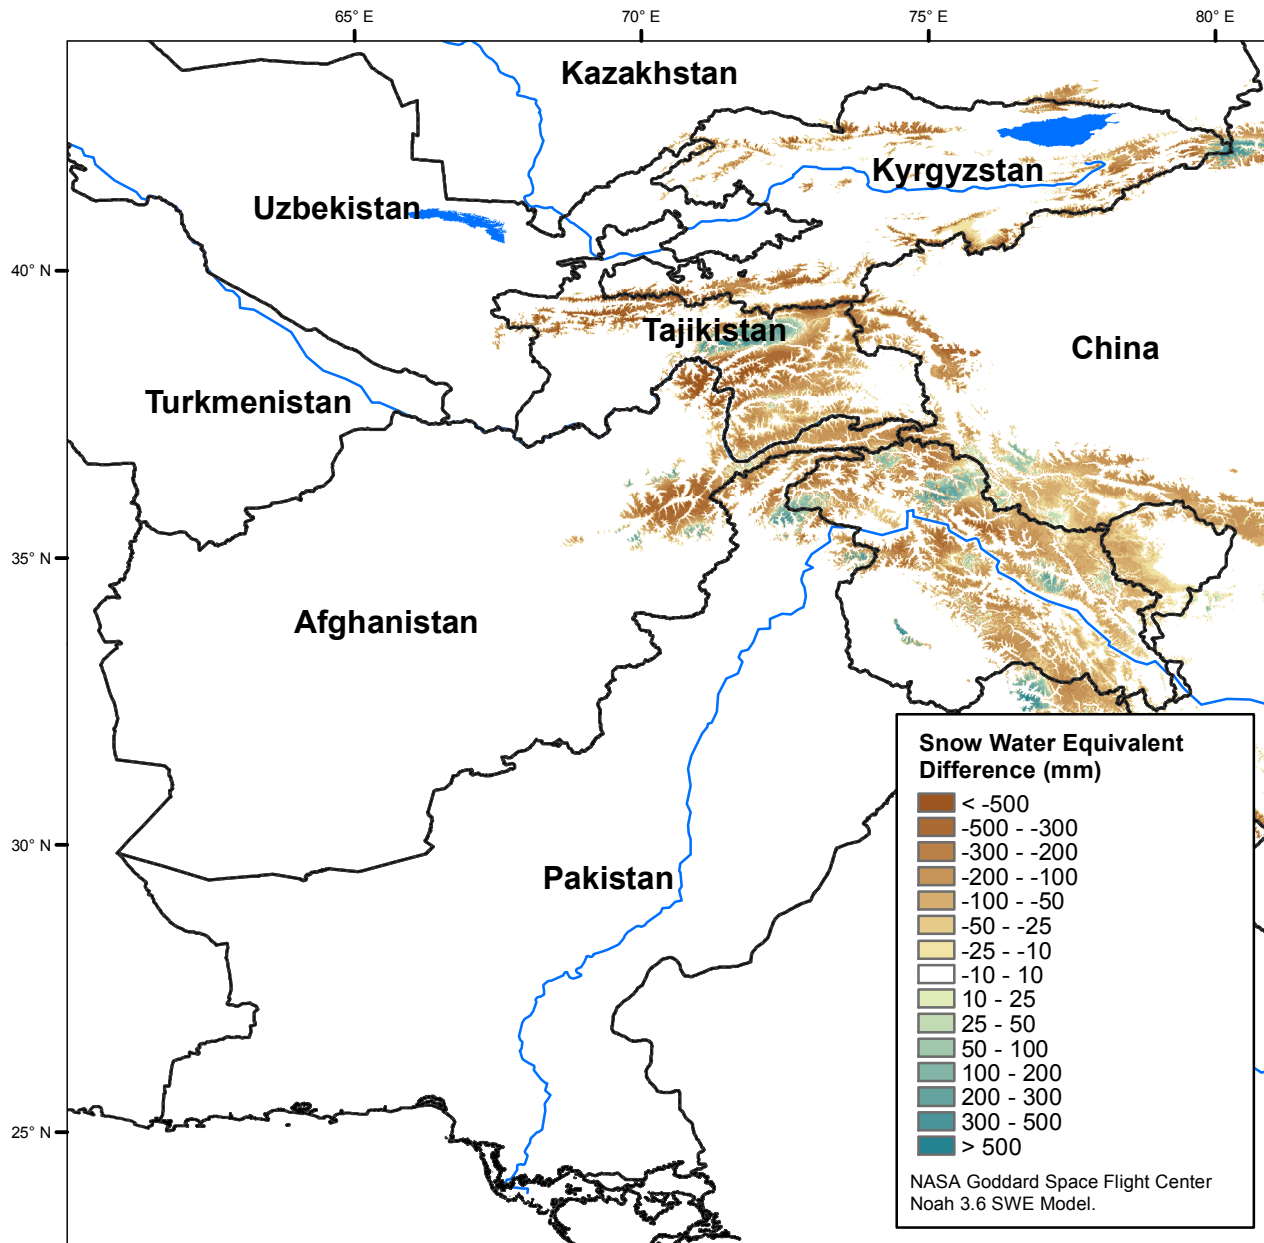 65° E
70° E
75° E
80° E
Kazakhstan
Kyrgyzstan
Uzbekistan
40° N
Tajikistan
China
Turkmenistan
35° N
Afghanistan
30° N
Pakistan
25° N
Snow Water Equivalent
Difference (mm)
< -500
-500 - -300
-300 - -200
-200 - -100
-100 - -50
-50 - -25
-25 - -10
-10 - 10
10 - 25
25 - 50
50 - 100
100 - 200
200 - 300
300 - 500
> 500
NASA Goddard Space Flight Center
Noah 3.6 SWE Model.